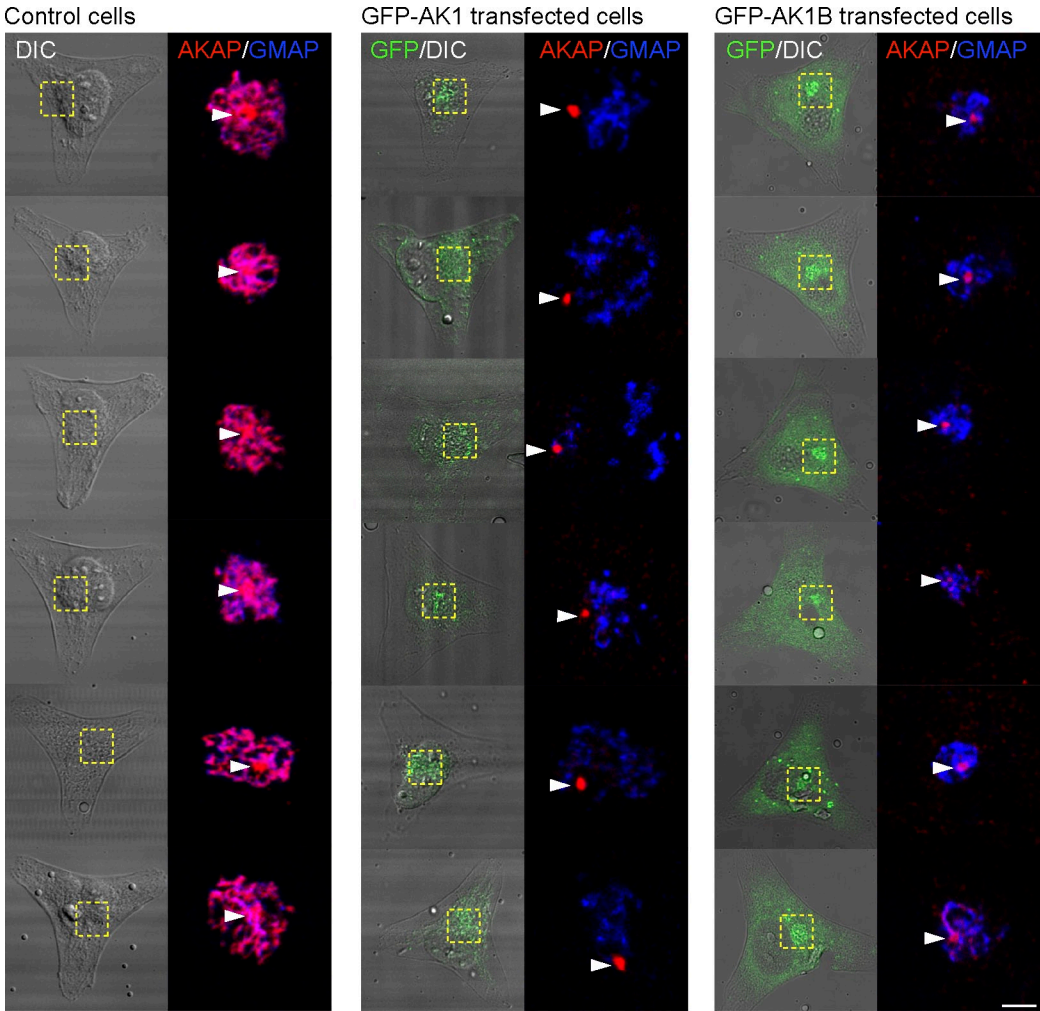 Control cells
GFP-AK1 transfected cells
GFP-AK1B transfected cells
DIC
AKAP/GMAP
GFP/DIC
AKAP/GMAP
GFP/DIC
AKAP/GMAP